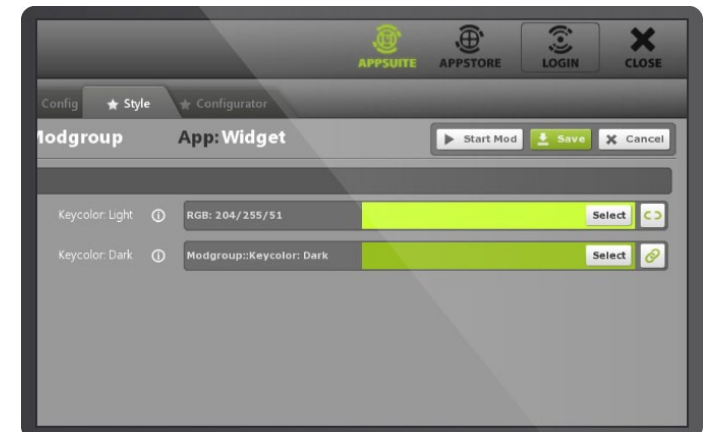 APPSUITE APPSTORE LOGIN CLOSE
Config ★ Style ★ Configurator
Modgroup App: Widget Start Mod Save Cancel
Keycolor: Light RGB: 204/255/51 Select
Keycolor: Dark Modgroup::Keycolor: Dark Select